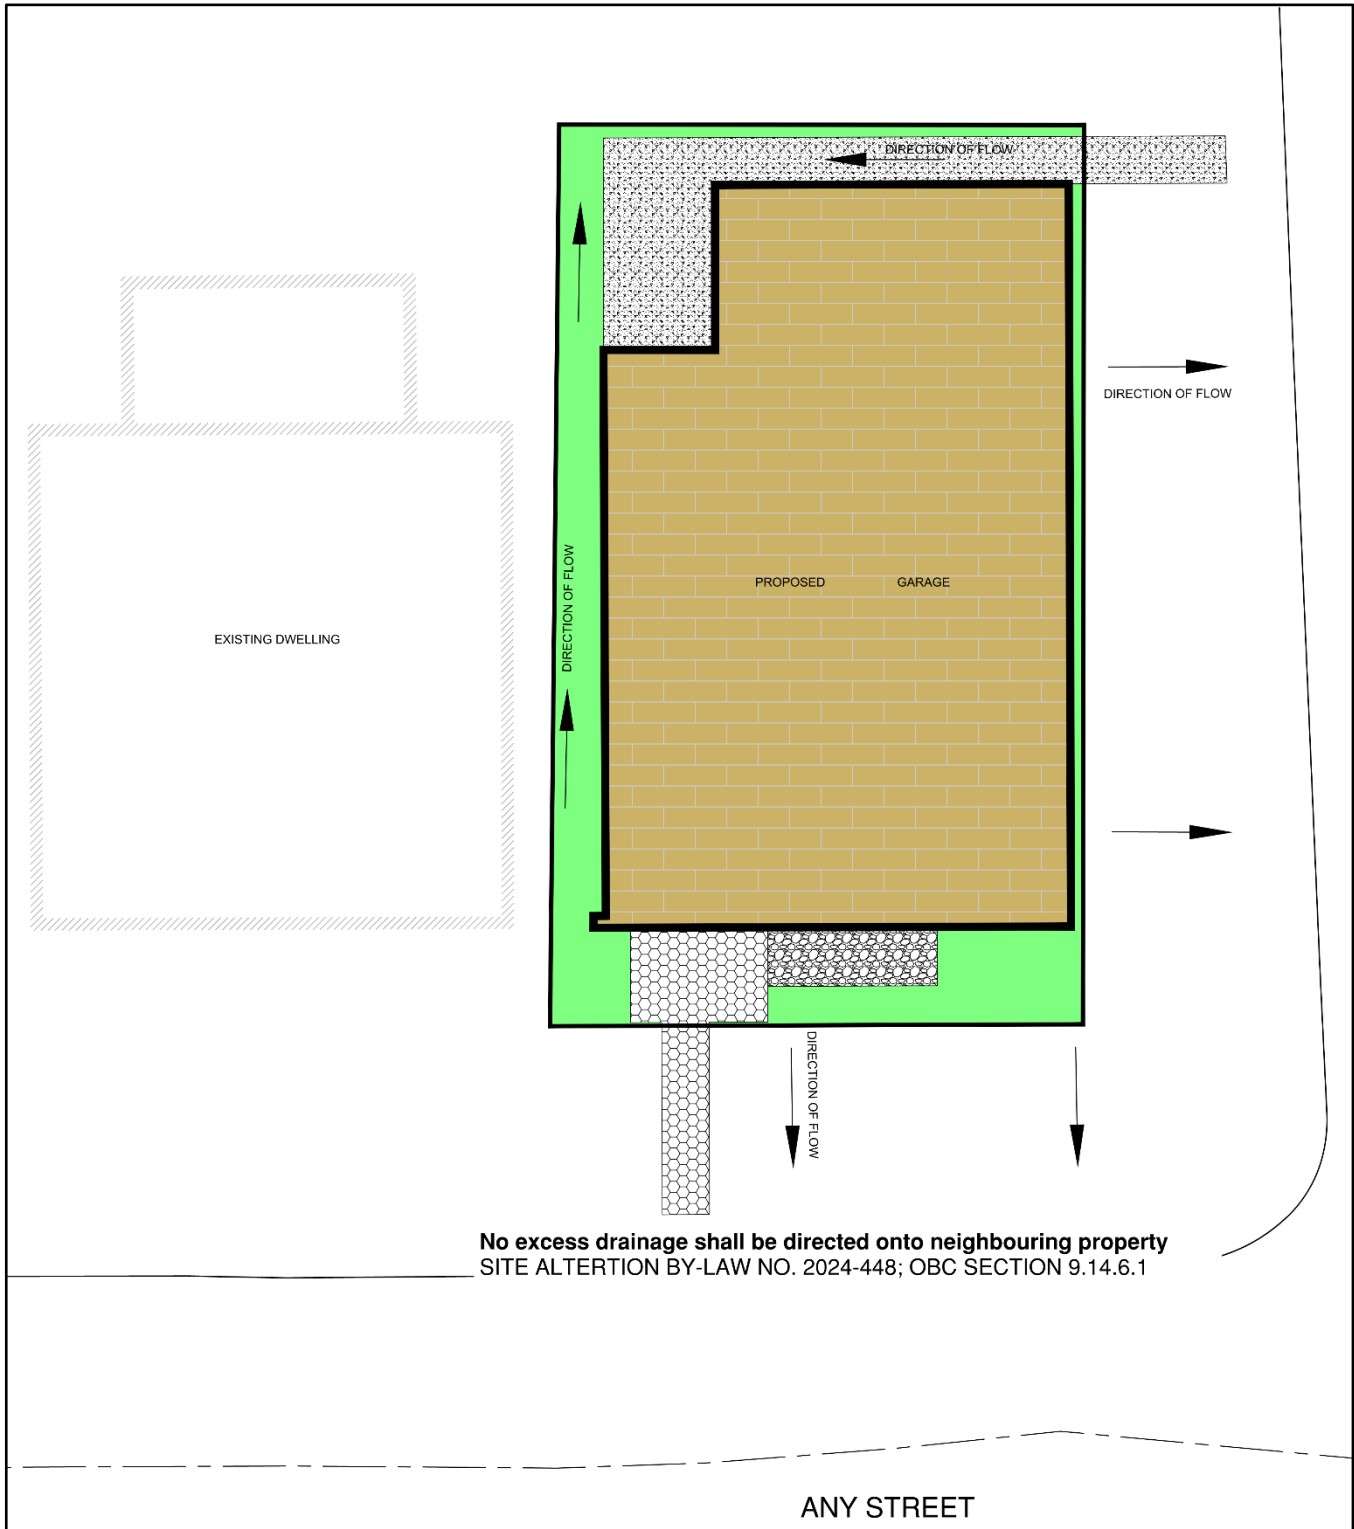 DIRECTION OF FLOW
DIRECTION OF FLOW
DIRECTION OF FLOW
PROPOSED GARAGE
EXISTING DWELLING
DIRECTION OF FLOW
No excess drainage shall be directed onto neighbouring property
SITE ALTERTION BY-LAW NO. 2024-448; OBC SECTION 9.14.6.1
ANY STREET